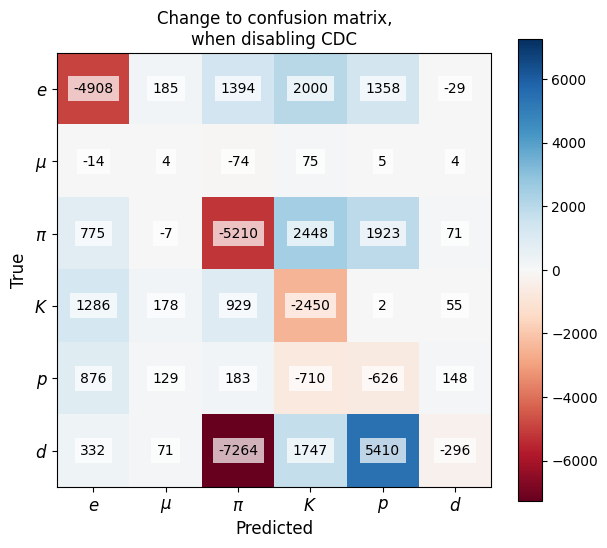 Change to confusion matrix,
when disabling CDC
e -4908 185 1394 2000 1358 -29
μ -14 4 -74 75 5 4
π 775 -7 -5210 2448 1923 71
K 1286 178 929 -2450 2 55
p 876 129 183 -710 -626 148
d 332 71 -7264 1747 5410 -296
e μ π K p d
True
Predicted
6000
4000
2000
0
−2000
−4000
−6000